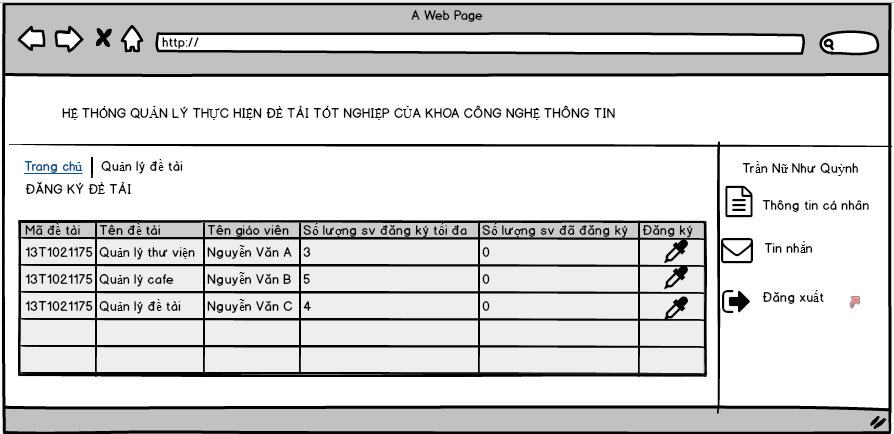 A Web Page
http://
HỆ THỐNG QUẢN LÝ THỰC HIỆN ĐỀ TÀI TỐT NGHIỆP CỦA KHOA CÔNG NGHỆ THÔNG TIN
Trang chủ | Quản lý đề tài
ĐĂNG KÝ ĐỀ TÀI
Mã đề tài Tên đề tài Tên giáo viên Số lượng sv đăng ký tối đa Số lượng sv đã đăng ký Đăng ký
13T1021175 Quản lý thư viện Nguyễn Văn A 3 0
13T1021175 Quản lý cafe Nguyễn Văn B 5 0
13T1021175 Quản lý đề tài Nguyễn Văn C 4 0
Trần Nữ Như Quỳnh
Thông tin cá nhân
Tin nhắn
Đăng xuất